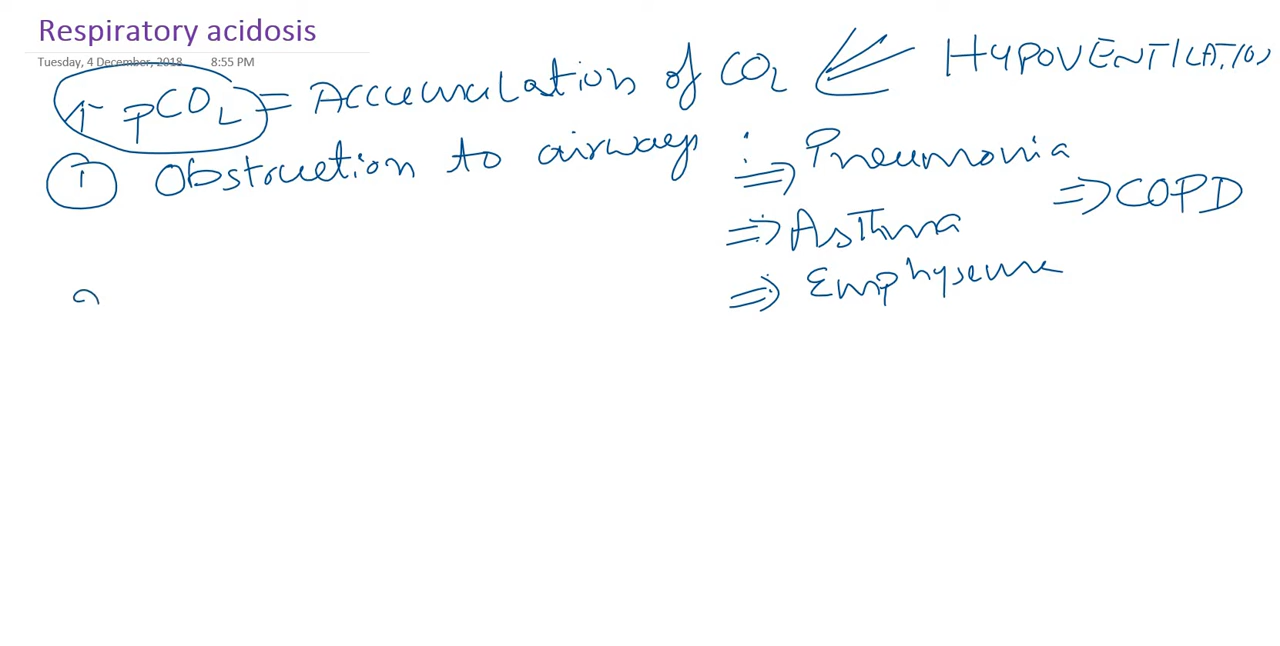 Respiratory acidosis
Tuesday, 4 December, 2018 8:55 PM
↑ pCO2 = Accumulation of CO2 ⇐ HYPOVENTILATION
① Obstruction to airways :⇒ Pneumonia
⇒ COPD
⇒ Asthma
⇒ Emphysema